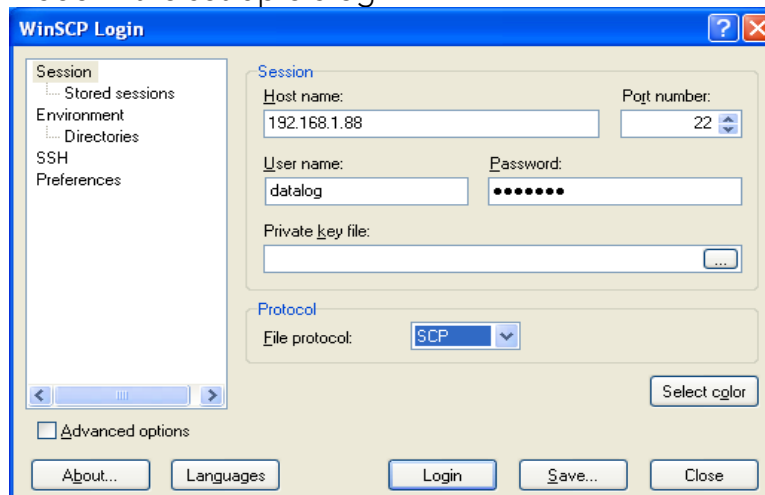 WinSCP Login
Session
Stored sessions
Environment
Directories
SSH
Preferences
Session
Host name:
Port number:
192.168.1.88
22
User name:
Password:
datalog
●●●●●●●
Private key file:
...
Protocol
File protocol:
SCP
Select color
Advanced options
About...
Languages
Login
Save...
Close